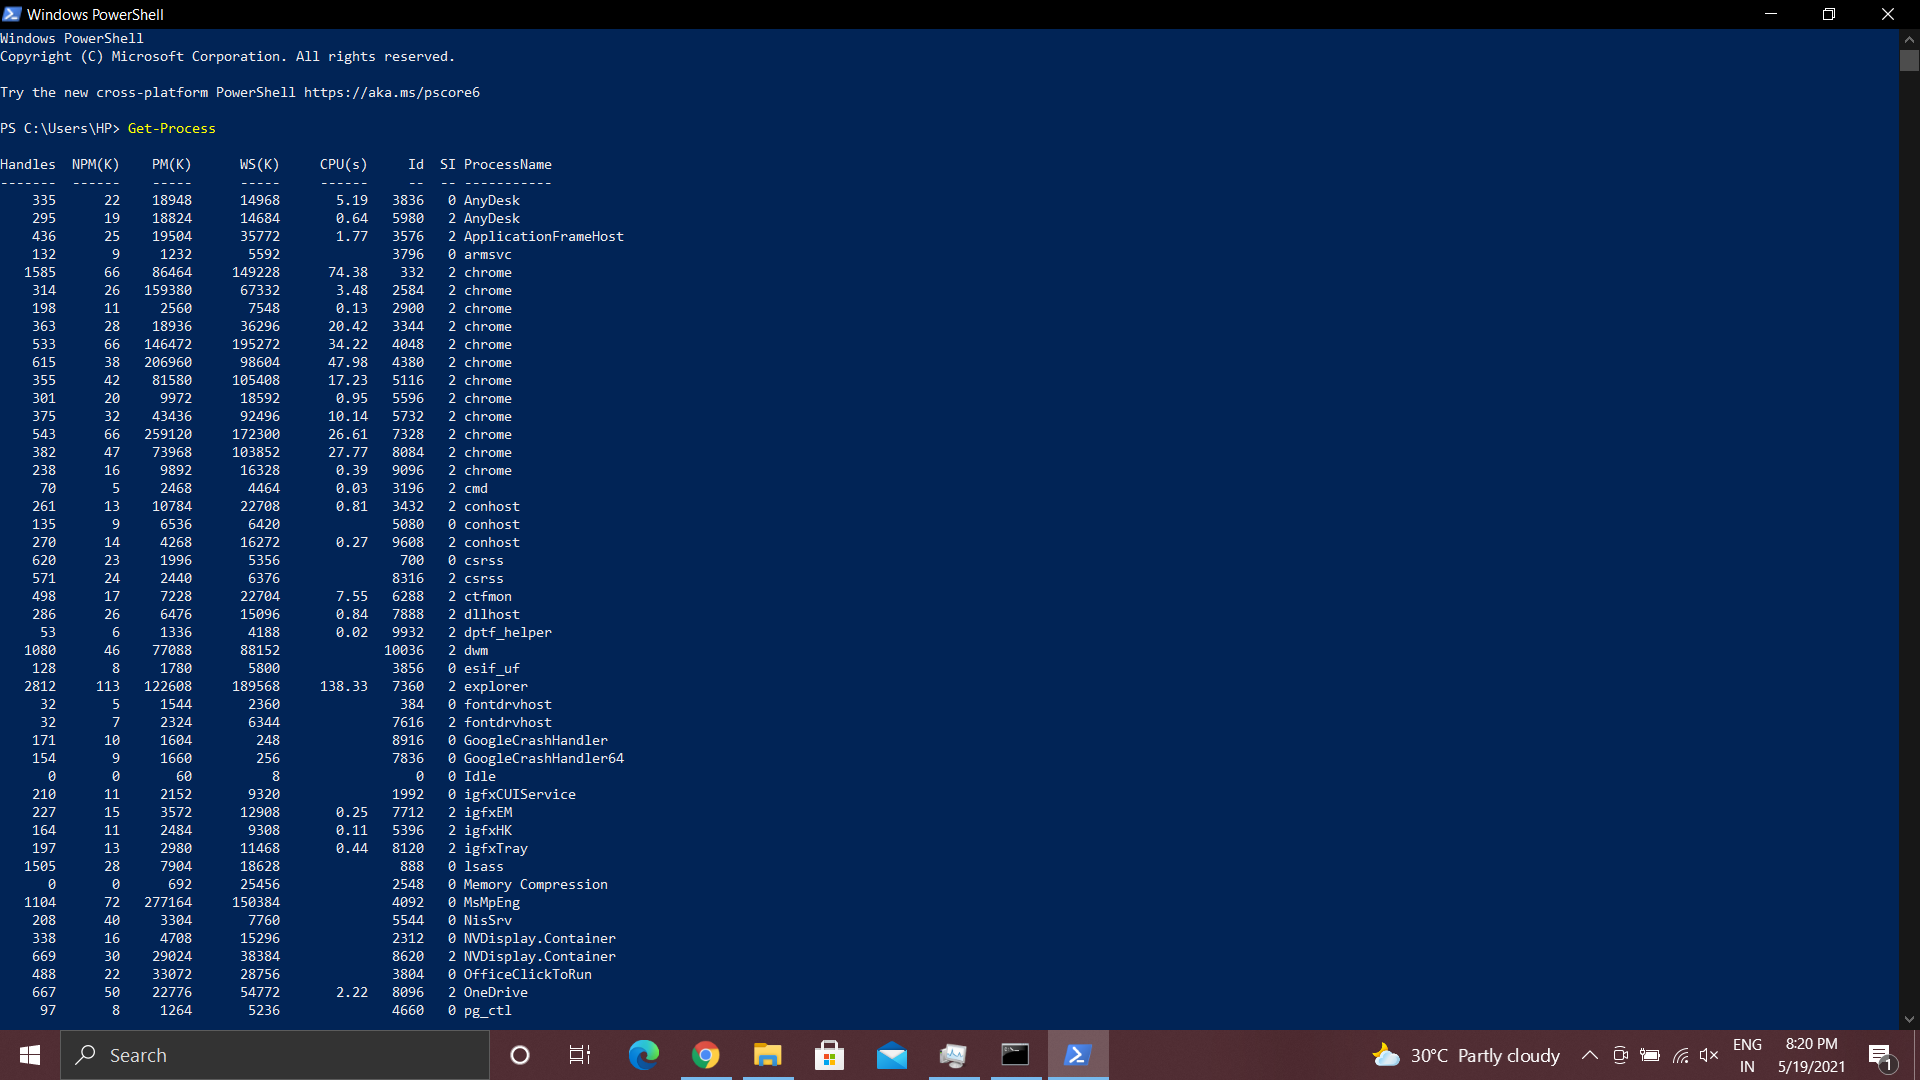 Windows PowerShell
Windows PowerShell
Copyright (C) Microsoft Corporation. All rights reserved.
Try the new cross-platform PowerShell https://aka.ms/pscore6
PS C:\Users\HP> Get-Process
Handles NPM(K) PM(K) WS(K) CPU(s) Id SI ProcessName
------- ------ ----- ----- ------ -- -- -----------
335 22 18948 14968 5.19 3836 0 AnyDesk
295 19 18824 14684 0.64 5980 2 AnyDesk
436 25 19504 35772 1.77 3576 2 ApplicationFrameHost
132 9 1232 5592 3796 0 armsvc
1585 66 86464 149228 74.38 332 2 chrome
314 26 159380 67332 3.48 2584 2 chrome
198 11 2560 7548 0.13 2900 2 chrome
363 28 18936 36296 20.42 3344 2 chrome
533 66 146472 195272 34.22 4048 2 chrome
615 38 206960 98604 47.98 4380 2 chrome
355 42 81580 105408 17.23 5116 2 chrome
301 20 9972 18592 0.95 5596 2 chrome
375 32 43436 92496 10.14 5732 2 chrome
543 66 259120 172300 26.61 7328 2 chrome
382 47 73968 103852 27.77 8084 2 chrome
238 16 9892 16328 0.39 9096 2 chrome
70 5 2468 4464 0.03 3196 2 cmd
261 13 10784 22708 0.81 3432 2 conhost
135 9 6536 6420 5080 0 conhost
270 14 4268 16272 0.27 9608 2 conhost
620 23 1996 5356 700 0 csrss
571 24 2440 6376 8316 2 csrss
498 17 7228 22704 7.55 6288 2 ctfmon
286 26 6476 15096 0.84 7888 2 dllhost
53 6 1336 4188 0.02 9932 2 dptf_helper
1080 46 77088 88152 10036 2 dwm
128 8 1780 5800 3856 0 esif_uf
2812 113 122608 189568 138.33 7360 2 explorer
32 5 1544 2360 384 0 fontdrvhost
32 7 2324 6344 7616 2 fontdrvhost
171 10 1604 248 8916 0 GoogleCrashHandler
154 9 1660 256 7836 0 GoogleCrashHandler64
0 0 60 8 0 0 Idle
210 11 2152 9320 1992 0 igfxCUIService
227 15 3572 12908 0.25 7712 2 igfxEM
164 11 2484 9308 0.11 5396 2 igfxHK
197 13 2980 11468 0.44 8120 2 igfxTray
1505 28 7904 18628 888 0 lsass
0 0 692 25456 2548 0 Memory Compression
1104 72 277164 150384 4092 0 MsMpEng
208 40 3304 7760 5544 0 NisSrv
338 16 4708 15296 2312 0 NVDisplay.Container
669 30 29024 38384 8620 2 NVDisplay.Container
488 22 33072 28756 3804 0 OfficeClickToRun
667 50 22776 54772 2.22 8096 2 OneDrive
97 8 1264 5236 4660 0 pg_ctl
Search
30°C Partly cloudy
ENG
IN
8:20 PM
5/19/2021
1